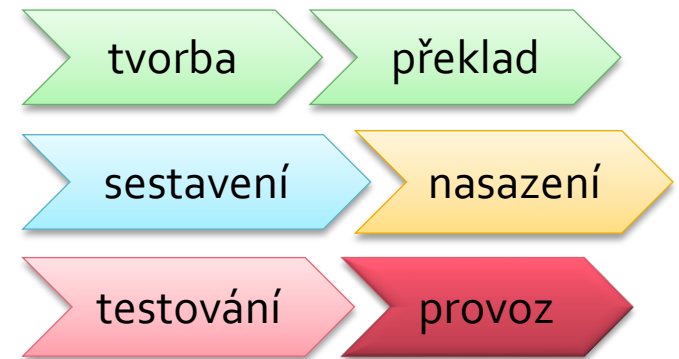 tvorba překlad
sestavení nasazení
testování provoz